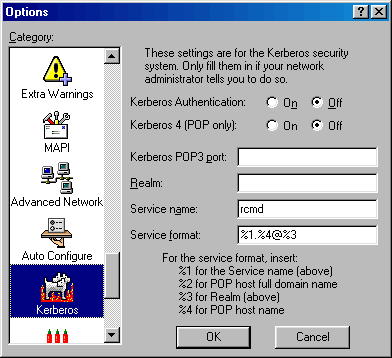 Options
Category:
Extra Warnings
MAPI
Advanced Network
Auto Configure
Kerberos
These settings are for the Kerberos security
system. Only fill them in if your network
administrator tells you to do so.
Kerberos Authentication: On Off
Kerberos 4 (POP only): On Off
Kerberos POP3 port:
Realm:
Service name: rcmd
Service format: %1.%4@%3
For the service format, insert:
%1 for the Service name (above)
%2 for POP host full domain name
%3 for Realm (above)
%4 for POP host name
OK Cancel